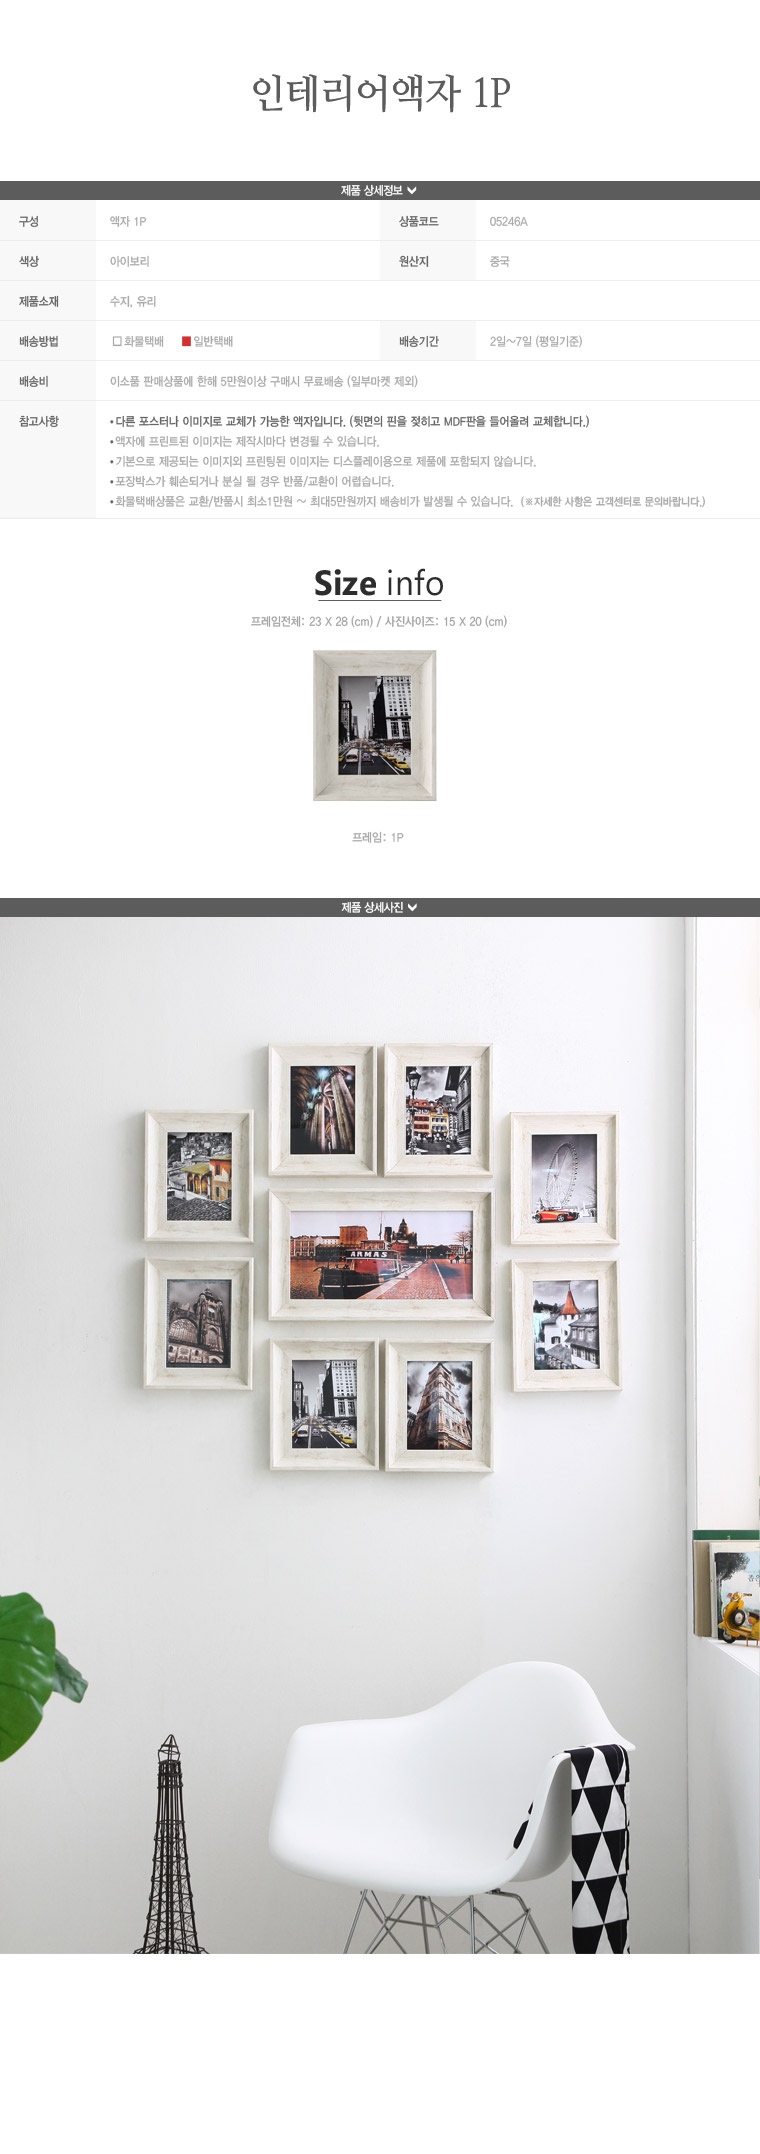 인테리어액자 1P
제품 상세정보
구성 액자 1P 상품코드 05246A
색상 아이보리 원산지 중국
제품소재 수지, 유리
배송방법 □ 화물택배 ■ 일반택배 배송기간 2일~7일 (평일기준)
배송비 이소품 판매상품에 한해 5만원이상 구매시 무료배송 (일부마켓 제외)
참고사항 •다른 포스터나 이미지로 교체가 가능한 액자입니다. (뒷면의 핀을 젖히고 MDF판을 들어올려 교체합니다.)
•액자에 프린트된 이미지는 제작시마다 변경될 수 있습니다.
•기본으로 제공되는 이미지외 프린팅된 이미지는 디스플레이용으로 제품에 포함되지 않습니다.
•포장박스가 훼손되거나 분실 될 경우 반품/교환이 어렵습니다.
•화물택배상품은 교환/반품시 최소1만원 ~ 최대5만원까지 배송비가 발생될 수 있습니다. (※자세한 사항은 고객센터로 문의바랍니다.)
Size info
프레임전체: 23 X 28 (cm) / 사진사이즈: 15 X 20 (cm)
프레임: 1P
제품 상세사진
ARMAS